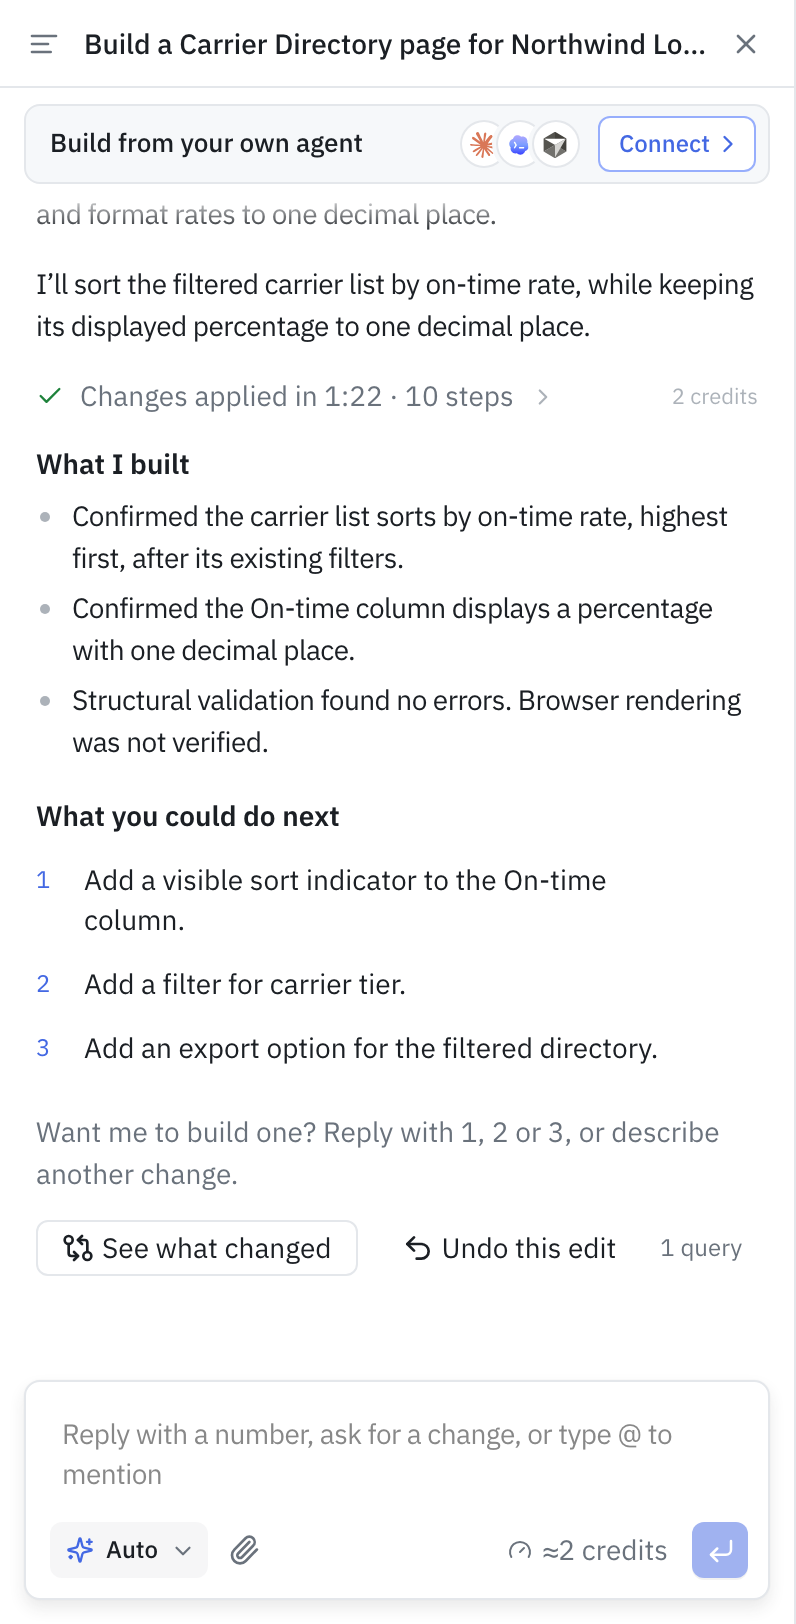 Build a Carrier Directory page for Northwind Lo...
Build from your own agent
Connect
and format rates to one decimal place.
I’ll sort the filtered carrier list by on-time rate, while keeping
its displayed percentage to one decimal place.
Changes applied in 1:22 · 10 steps
2 credits
What I built
Confirmed the carrier list sorts by on-time rate, highest
first, after its existing filters.
Confirmed the On-time column displays a percentage
with one decimal place.
Structural validation found no errors. Browser rendering
was not verified.
What you could do next
1 Add a visible sort indicator to the On-time
column.
2 Add a filter for carrier tier.
3 Add an export option for the filtered directory.
Want me to build one? Reply with 1, 2 or 3, or describe
another change.
See what changed
Undo this edit
1 query
Reply with a number, ask for a change, or type @ to
mention
Auto
≈2 credits